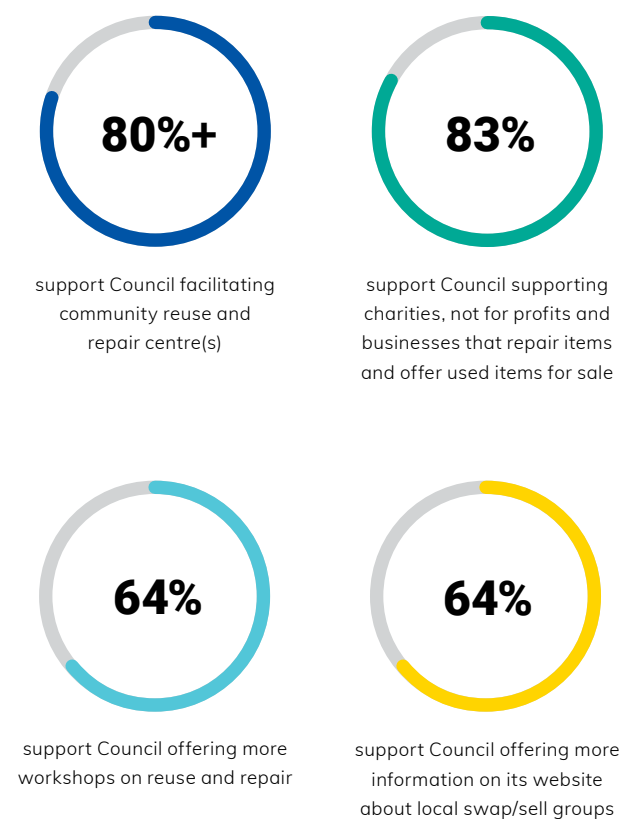 80%+
support Council facilitating
community reuse and
repair centre(s)
83%
support Council supporting
charities, not for profits and
businesses that repair items
and offer used items for sale
64%
support Council offering more
workshops on reuse and repair
64%
support Council offering more
information on its website
about local swap/sell groups